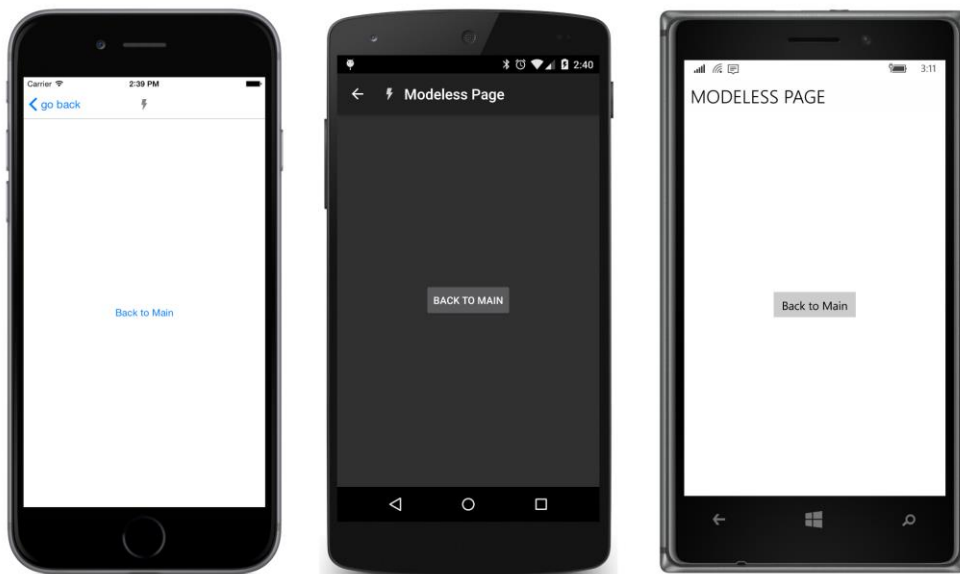 Carrier 2:39 PM
go back
Back to Main
2:40
Modeless Page
BACK TO MAIN
3:11
MODELESS PAGE
Back to Main